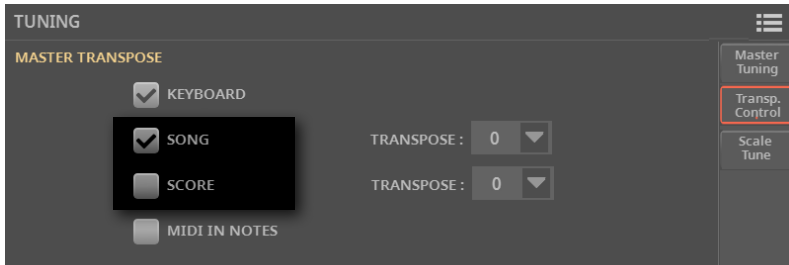 TUNING
MASTER TRANSPOSE
KEYBOARD
SONG TRANSPOSE : 0
SCORE TRANSPOSE : 0
MIDI IN NOTES
Master
Tuning
Transp.
Control
Scale
Tune